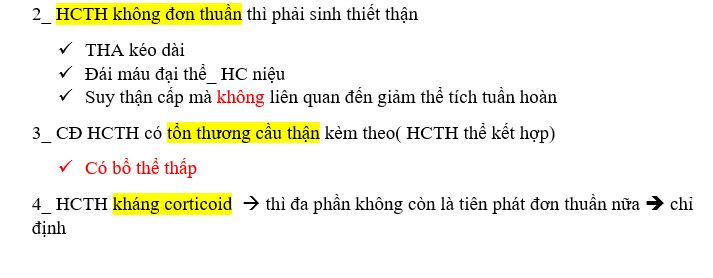 2_ HCTH không đơn thuần thì phải sinh thiết thận
✓ THA kéo dài
✓ Đái máu đại thể_ HC niệu
✓ Suy thận cấp mà không liên quan đến giảm thể tích tuần hoàn
3_ CĐ HCTH có tổn thương cầu thận kèm theo( HCTH thể kết hợp)
✓ Có bổ thể thấp
4_ HCTH kháng corticoid → thì đa phần không còn là tiên phát đơn thuần nữa → chỉ
định